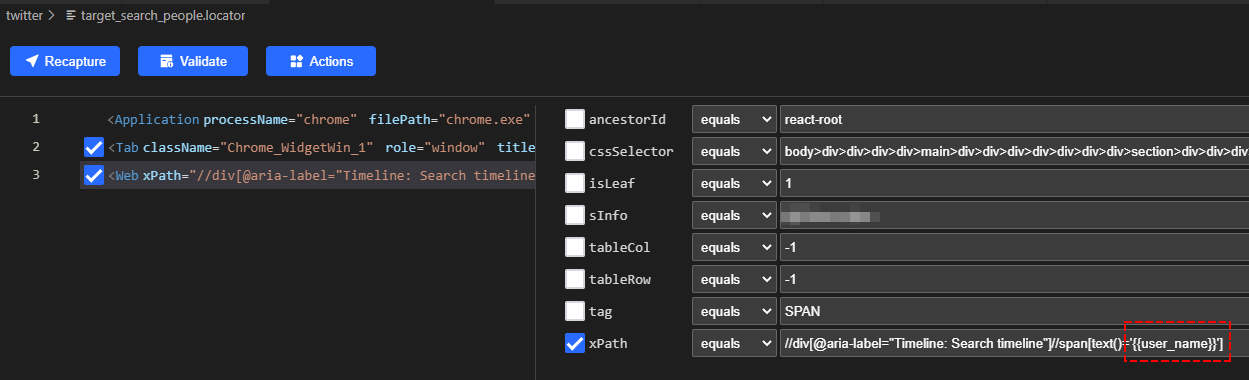 twitter > target_search_people.locator
Recapture Validate Actions
1 <Application processName="chrome" filePath="chrome.exe"
2 <Tab className="Chrome_WidgetWin_1" role="window" title
3 <Web xPath="//div[@aria-label="Timeline: Search timeline
ancestorId equals react-root
cssSelector equals body>div>div>div>div>main>div>div>div>div>div>div>div>section>div>div>div
isLeaf equals 1
sInfo equals
tableCol equals -1
tableRow equals -1
tag equals SPAN
xPath equals //div[@aria-label="Timeline: Search timeline"]//span[text()='{{user_name}}']